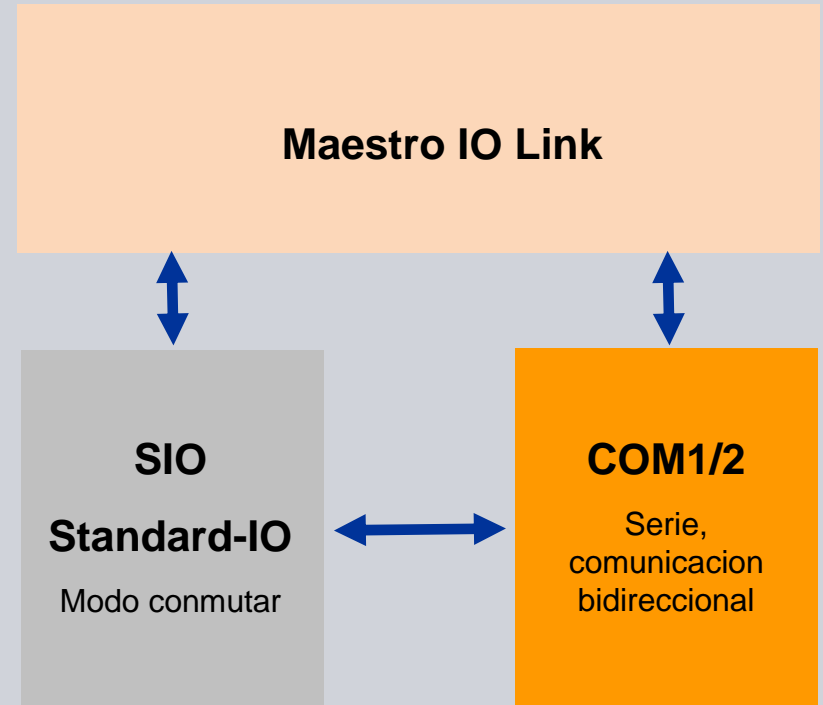 Maestro IO Link
SIO
Standard-IO
Modo conmutar
COM1/2
Serie,
comunicacion
bidireccional